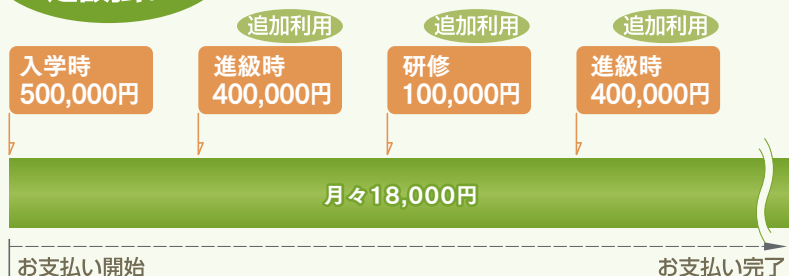 追加利用
追加利用
追加利用
入学時
500,000円
進級時
400,000円
研修
100,000円
進級時
400,000円
月々18,000円
お支払い開始
お支払い完了